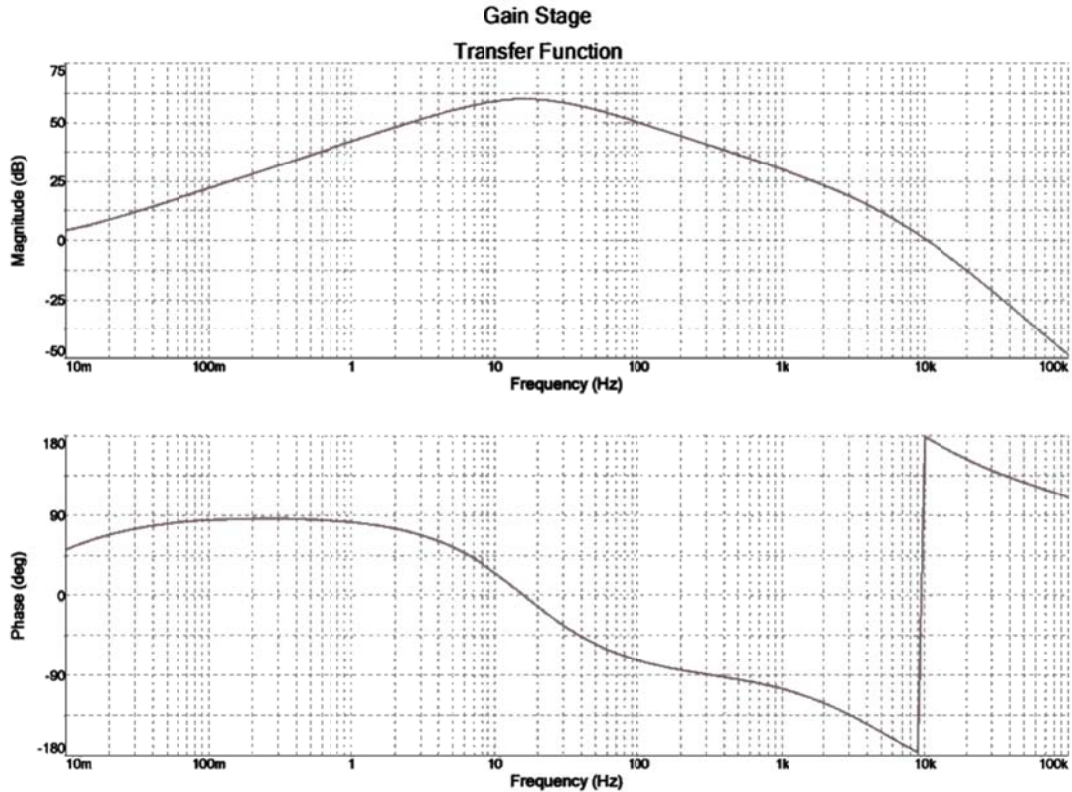 Gain Stage
Transfer Function
75
50
25
0
-25
-50
Magnitude (dB)
10m 100m 1 10 100 1k 10k 100k
Frequency (Hz)
180
90
0
-90
-180
Phase (deg)
10m 100m 1 10 100 1k 10k 100k
Frequency (Hz)